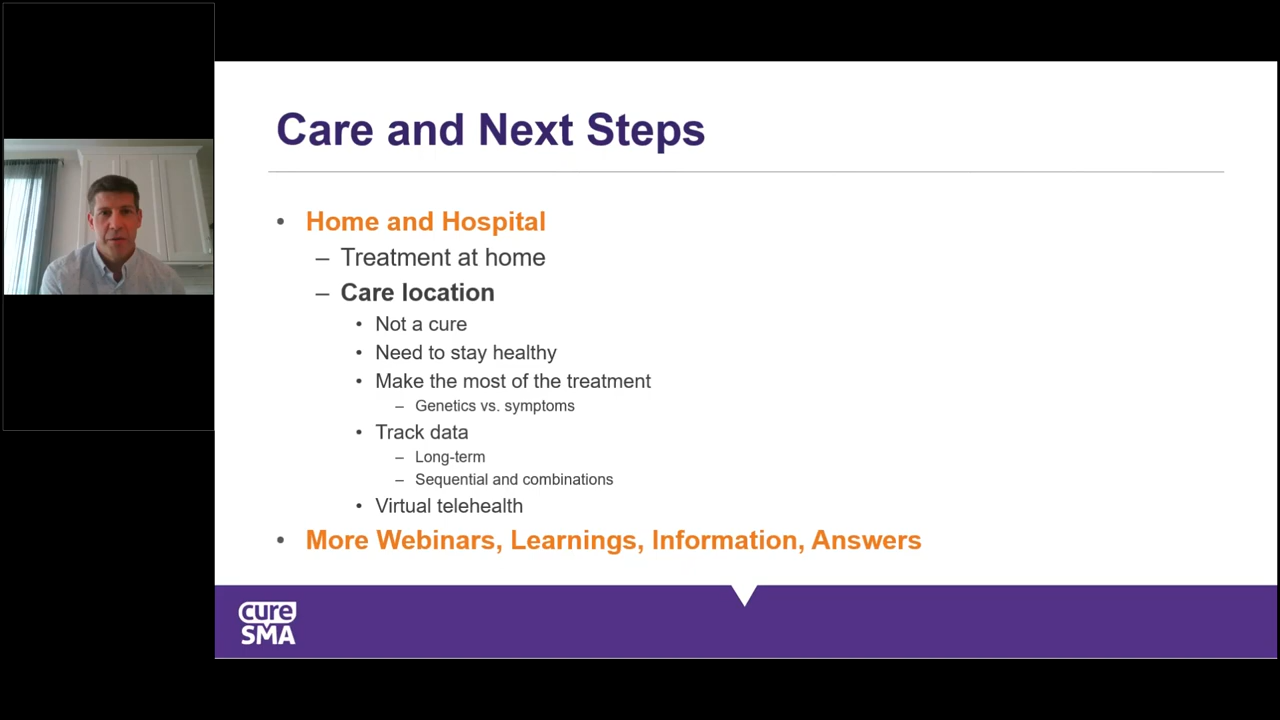 Care and Next Steps
• Home and Hospital
– Treatment at home
– Care location
• Not a cure
• Need to stay healthy
• Make the most of the treatment
– Genetics vs. symptoms
• Track data
– Long-term
– Sequential and combinations
• Virtual telehealth
• More Webinars, Learnings, Information, Answers
cure
SMA